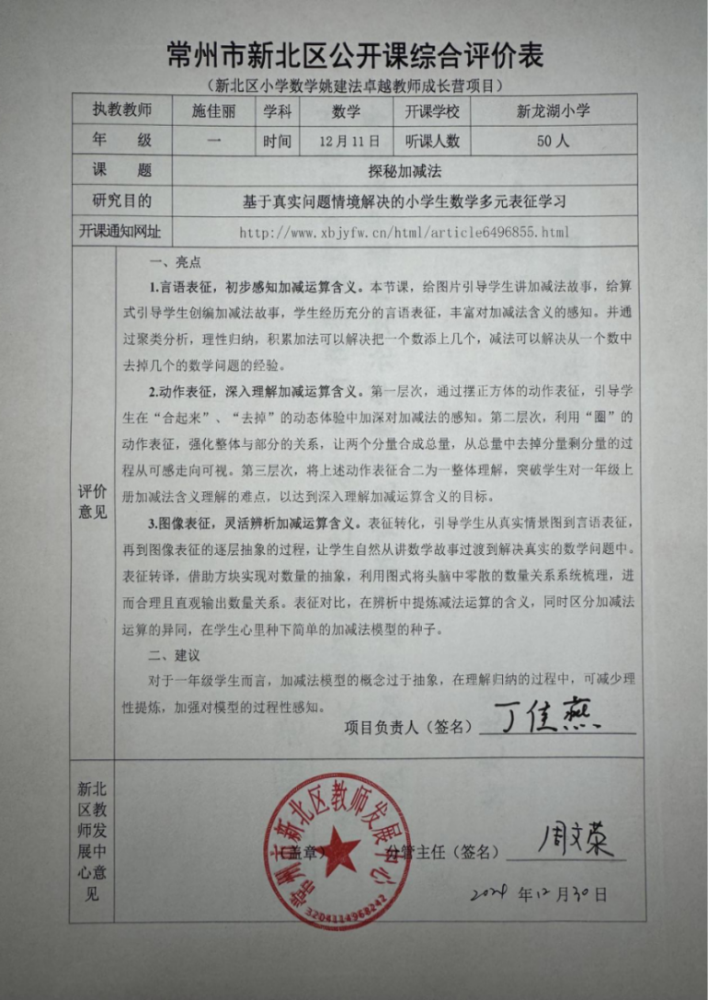 常州市新北区公开课综合评价表
（新北区小学数学姚建法卓越教师成长营项目）
执教教师 施佳丽 学科 数学 开课学校 新龙湖小学
年 级 一 时间 12月11日 听课人数 50人
课 题 探秘加减法
研究目的 基于真实问题情境解决的小学生数学多元表征学习
开课通知网址 http://www.xbjyfw.cn/html/article6496855.html
评价
意见
一、亮点
1.言语表征，初步感知加减运算含义。本节课，给图片引导学生讲加减法故事，给算
式引导学生创编加减法故事，学生经历充分的言语表征，丰富对加减法含义的感知。并通
过聚类分析，理性归纳，积累加法可以解决把一个数添上几个，减法可以解决从一个数中
去掉几个的数学问题的经验。
2.动作表征，深入理解加减运算含义。第一层次，通过摆正方体的动作表征，引导学
生在“合起来”、“去掉”的动态体验中加深对加减法的感知。第二层次，利用“圈”的
动作表征，强化整体与部分的关系，让两个分量合成总量，从总量中去掉分量剩分量的过
程从可感走向可视。第三层次，将上述动作表征合二为一整体理解，突破学生对一年级上
册加减法含义理解的难点，以达到深入理解加减运算含义的目标。
3.图像表征，灵活辨析加减运算含义。表征转化，引导学生从真实情景图到言语表征，
再到图像表征的逐层抽象的过程，让学生自然从讲数学故事过渡到解决真实的数学问题中。
表征转译，借助方块实现对数量的抽象，利用图式将头脑中零散的数量关系系统梳理，进
而合理且直观输出数量关系。表征对比，在辨析中提炼减法运算的含义，同时区分加减法
运算的异同，在学生心里种下简单的加减法模型的种子。
二、建议
对于一年级学生而言，加减法模型的概念过于抽象，在理解归纳的过程中，可减少理
性提炼，加强对模型的过程性感知。
项目负责人（签名） 丁佳燕
新北
区教
师发
展中
心意
见
常州市新北区教师发展中心
（盖章） 分管主任（签名） 周文荣
3204114968242
2024 年 12 月 30 日